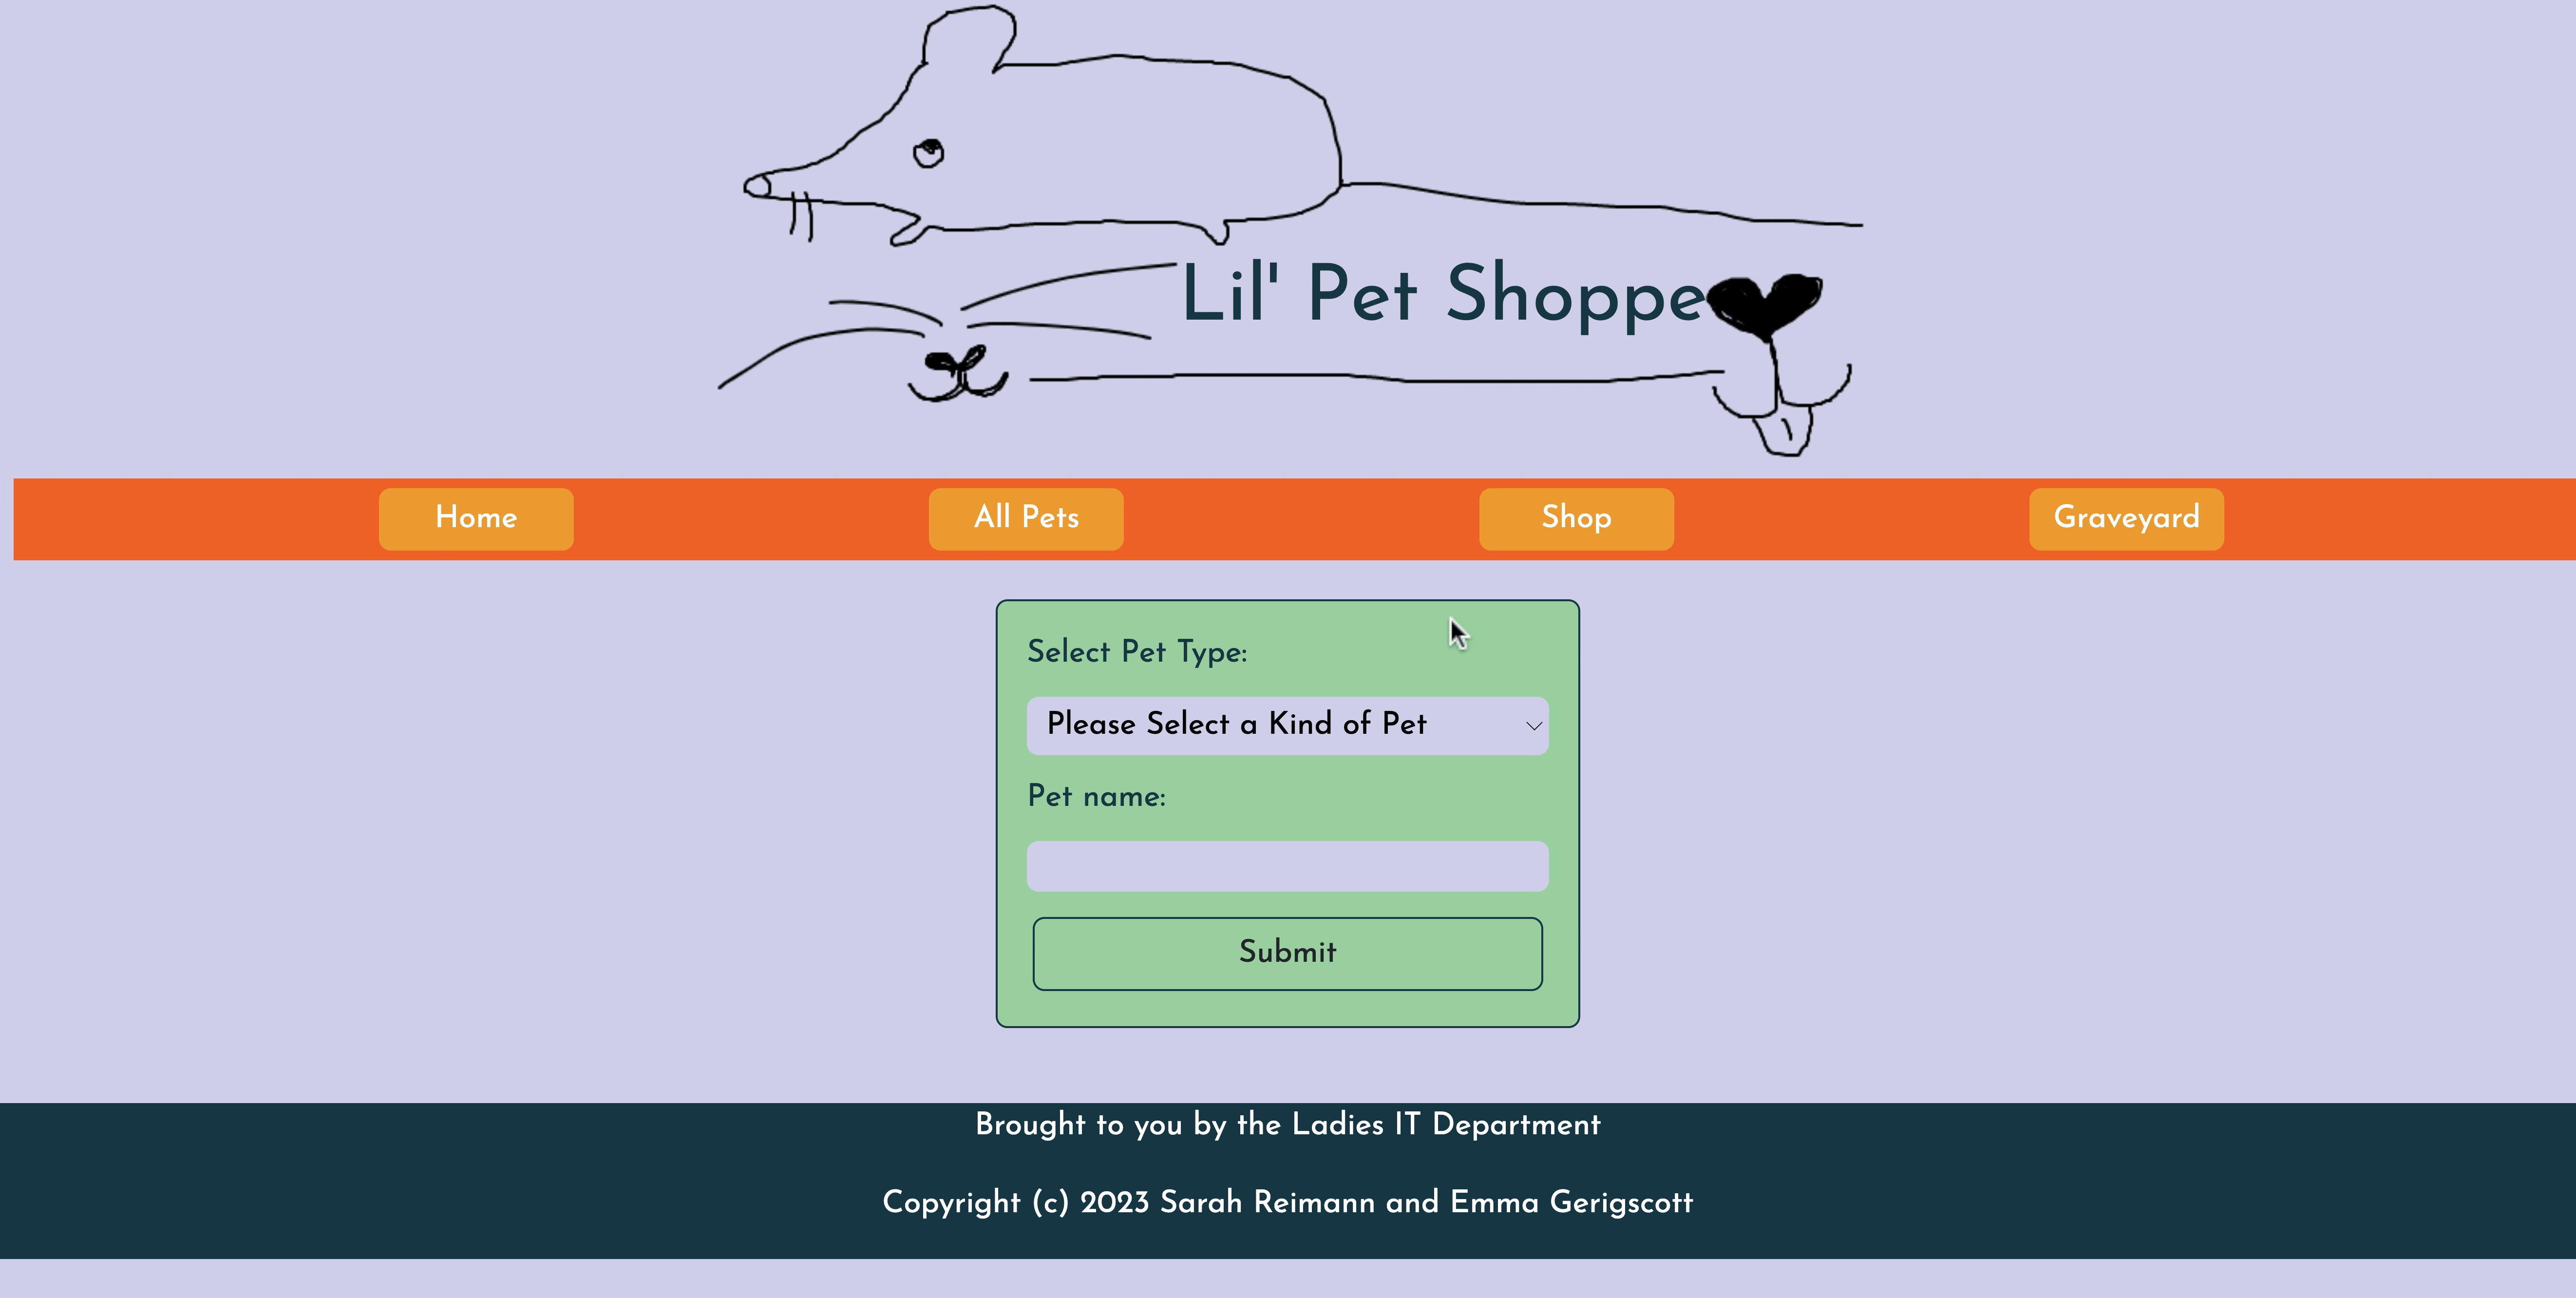 Lil' Pet Shoppe
Home All Pets Shop Graveyard
Select Pet Type:
Please Select a Kind of Pet
Pet name:
Submit
Brought to you by the Ladies IT Department
Copyright (c) 2023 Sarah Reimann and Emma Gerigscott